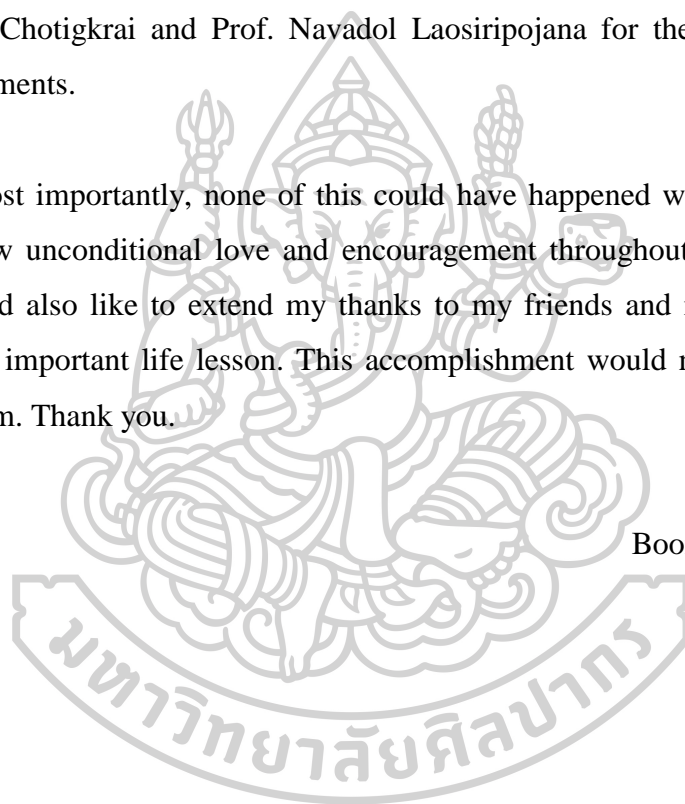 Chotigkrai and Prof. Navadol Laosiripojana for the
ments.
ost importantly, none of this could have happened w
w unconditional love and encouragement throughout
d also like to extend my thanks to my friends and
important life lesson. This accomplishment would
m. Thank you.
Boo
มหาวิทยาลัยศิลปากร